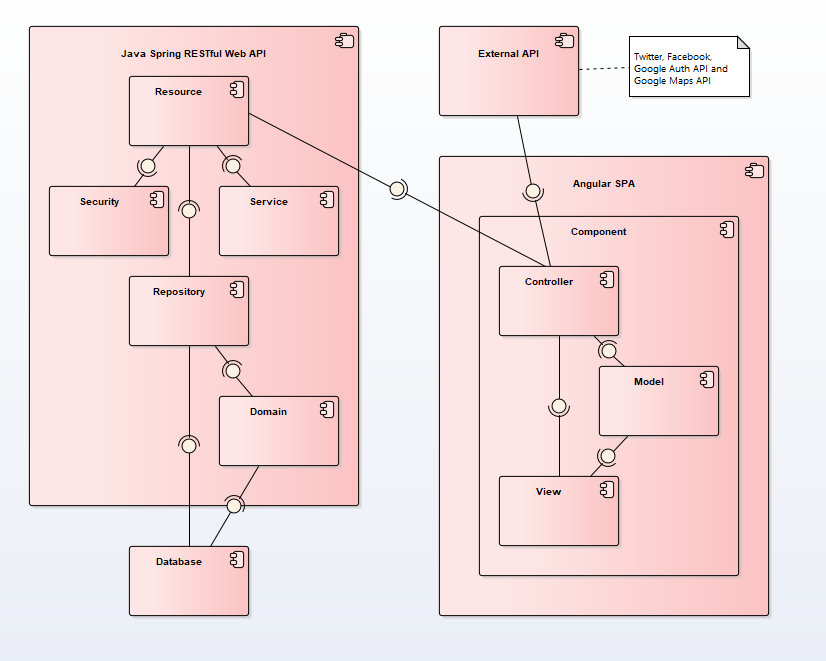 Java Spring RESTful Web API
Resource
Security
Service
Repository
Domain
Database
External API
Twitter, Facebook,
Google Auth API and
Google Maps API
Angular SPA
Component
Controller
Model
View